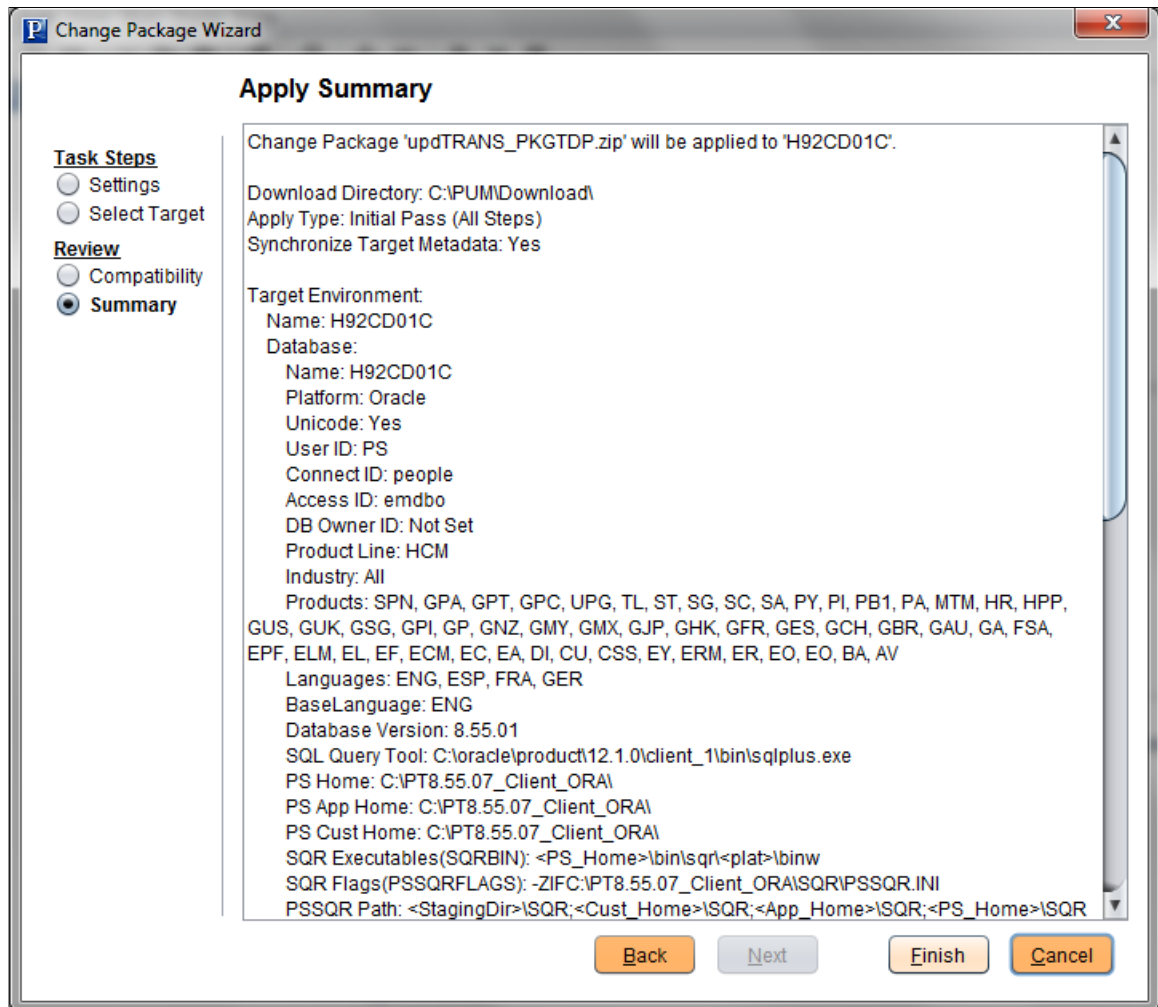 Change Package Wizard
Apply Summary
Task Steps
Settings
Select Target
Review
Compatibility
Summary
Change Package 'updTRANS_PKGTDP.zip' will be applied to 'H92CD01C'.
Download Directory: C:\PUM\Download\
Apply Type: Initial Pass (All Steps)
Synchronize Target Metadata: Yes
Target Environment:
Name: H92CD01C
Database:
Name: H92CD01C
Platform: Oracle
Unicode: Yes
User ID: PS
Connect ID: people
Access ID: emdbo
DB Owner ID: Not Set
Product Line: HCM
Industry: All
Products: SPN, GPA, GPT, GPC, UPG, TL, ST, SG, SC, SA, PY, PI, PB1, PA, MTM, HR, HPP,
GUS, GUK, GSG, GPI, GP, GNZ, GMY, GMX, GJP, GHK, GFR, GES, GCH, GBR, GAU, GA, FSA,
EPF, ELM, EL, EF, ECM, EC, EA, DI, CU, CSS, EY, ERM, ER, EO, EO, BA, AV
Languages: ENG, ESP, FRA, GER
BaseLanguage: ENG
Database Version: 8.55.01
SQL Query Tool: C:\oracle\product\12.1.0\client_1\bin\sqlplus.exe
PS Home: C:\PT8.55.07_Client_ORA\
PS App Home: C:\PT8.55.07_Client_ORA\
PS Cust Home: C:\PT8.55.07_Client_ORA\
SQR Executables(SQRBIN): <PS_Home>\bin\sqr\<plat>\binw
SQR Flags(PSSQRFLAGS): -ZIFC:\PT8.55.07_Client_ORA\SQR\PSSQR.INI
PSSQR Path: <StagingDir>\SQR;<Cust_Home>\SQR;<App_Home>\SQR;<PS_Home>\SQR
Back
Next
Finish
Cancel